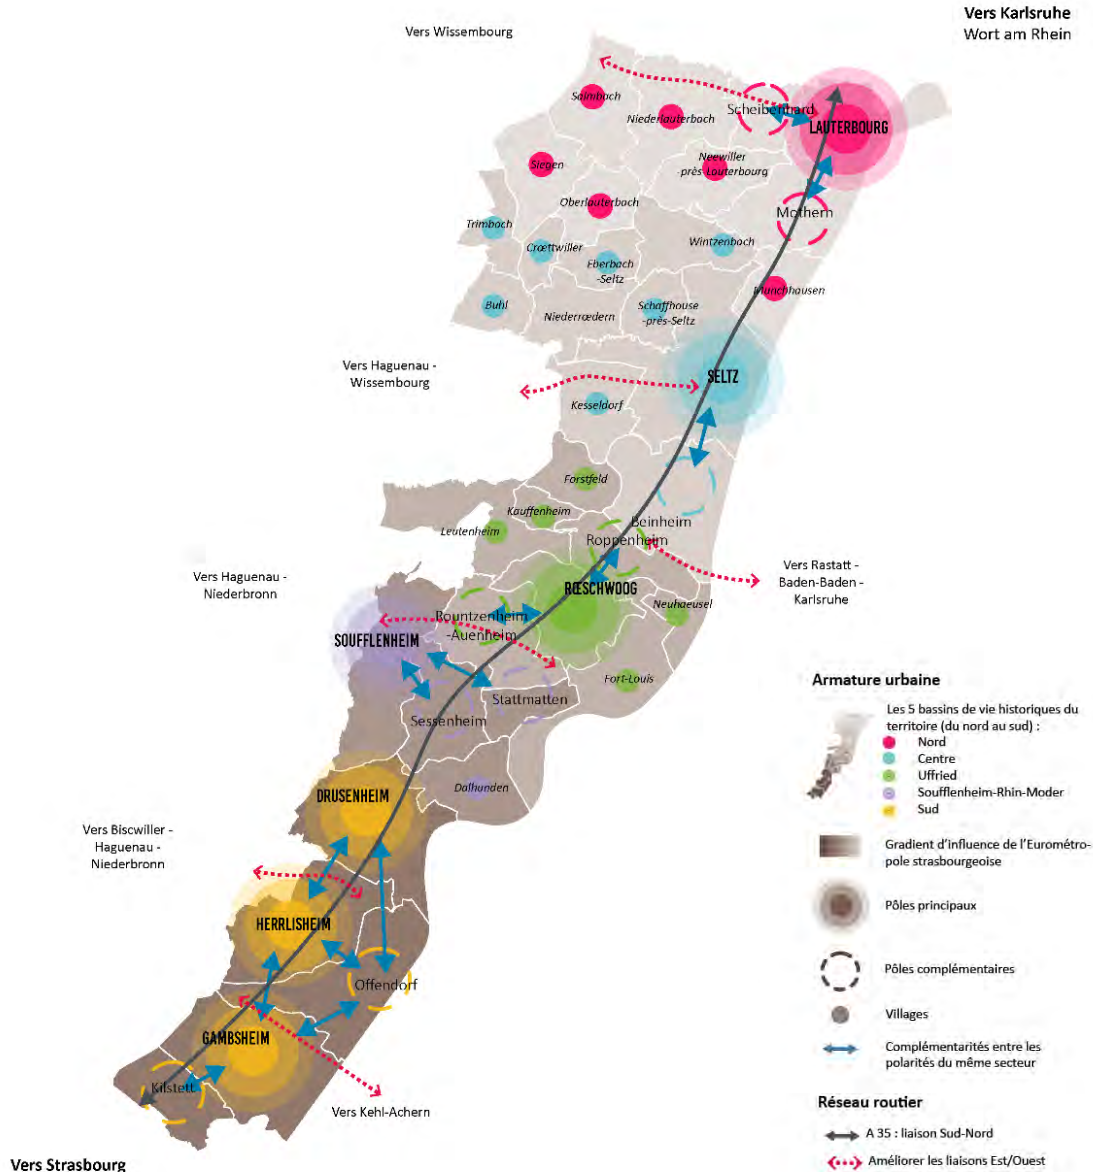 Vers Karlsruhe
Wort am Rhein
Vers Wissembourg
Salmbach
Niederlauterbach
Scheibenhard
LAUTERBOURG
Siegen
Neewiller
-près-Lauterbourg
Oberlauterbach
Mothern
Trimbach
Crœttwiller
Eberbach
-Seltz
Wintzenbach
Munchhausen
Buhl
Niederrœdern
Schaffhouse
-près-Seltz
Vers Haguenau -
Wissembourg
SELTZ
Kesseldorf
Forstfeld
Kauffenheim
Leutenheim
Beinheim
Roppenheim
Vers Haguenau -
Niederbronn
RŒSCHWOOG
Vers Rastatt -
Baden-Baden -
Karlsruhe
Neuhaeusel
Rountzenheim
-Auenheim
SOUFFLENHEIM
Fort-Louis
Stattmatten
Sessenheim
Dalhunden
DRUSENHEIM
Vers Biscwiller -
Haguenau -
Niederbronn
HERRLISHEIM
Offendorf
GAMBSHEIM
Kilstett
Vers Kehl-Achern
Vers Strasbourg
Armature urbaine
Les 5 bassins de vie historiques du
territoire (du nord au sud) :
Nord
Centre
Uffried
Soufflenheim-Rhin-Moder
Sud
Gradient d'influence de l'Eurométro-
pole strasbourgeoise
Pôles principaux
Pôles complémentaires
Villages
Complémentarités entre les
polarités du même secteur
Réseau routier
A 35 : liaison Sud-Nord
Améliorer les liaisons Est/Ouest